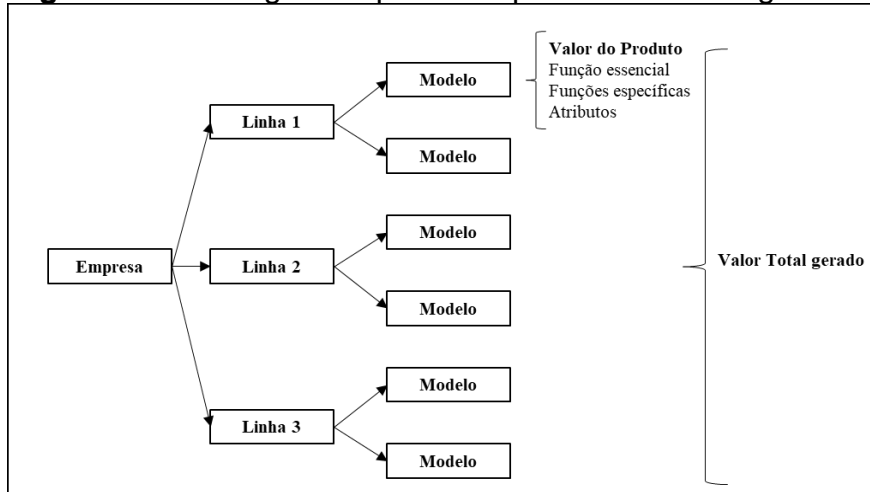 Valor do Produto
Função essencial
Funções específicas
Atributos
Modelo
Linha 1
Modelo
Modelo
Empresa
Linha 2
Valor Total gerado
Modelo
Modelo
Linha 3
Modelo